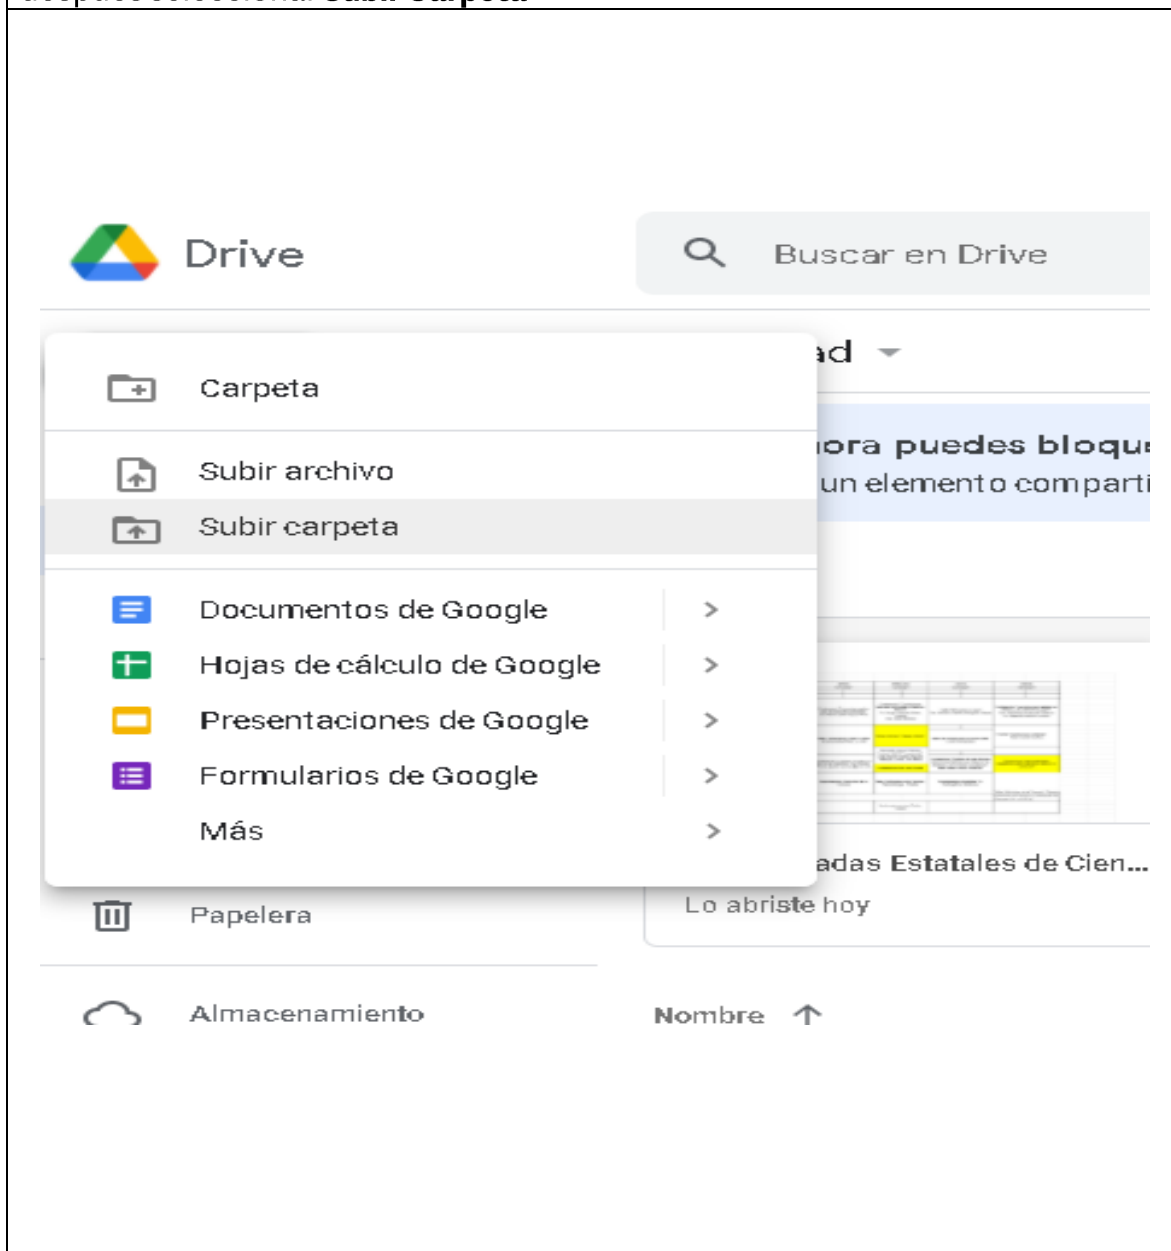 Drive
Buscar en Drive
Carpeta
Subir archivo
Subir carpeta
Documentos de Google
Hojas de cálculo de Google
Presentaciones de Google
Formularios de Google
Más
Papelera
Almacenamiento
ad
ora puedes bloque
un elemento comparti
adas Estatales de Cien...
Lo abriste hoy
Nombre